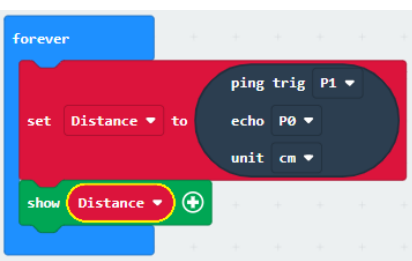 forever
ping trig P1
set Distance to echo P0
unit cm
show Distance